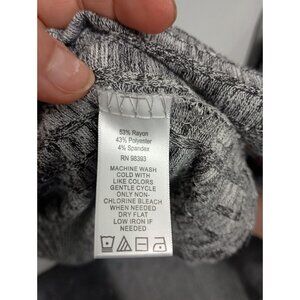 53% Rayon
43% Polyester
4% Spandex
RN 98393
MACHINE WASH
COLD WITH
LIKE COLORS
GENTLE CYCLE
ONLY NON-
CHLORINE BLEACH
WHEN NEEDED
DRY FLAT
LOW IRON IF
NEEDED